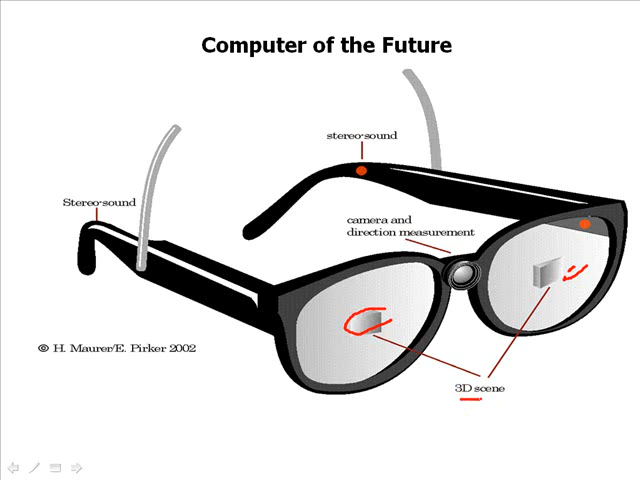 Computer of the Future
stereo-sound
Stereo-sound
camera and
direction measurement
© H. Maurer/E. Pirker 2002
3D scene